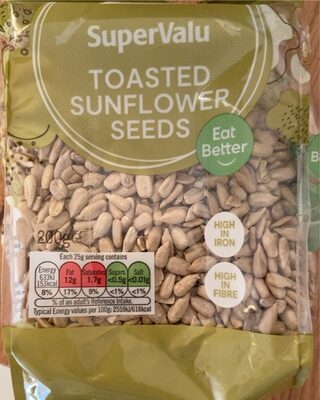 SuperValu
TOASTED
SUNFLOWER
SEEDS
Eat
Better
200g
HIGH
IN
IRON
HIGH
IN
FIBRE
Each 25g serving contains
Energy 633kJ 153kcal 8%
Fat 12g 17%
Saturates 1.7g 9%
Sugars <0.5g <1%
Salt <0.01g <1%
% of an adult's Reference Intake.
Typical Energy values per 100g: 2559kJ/618kcal